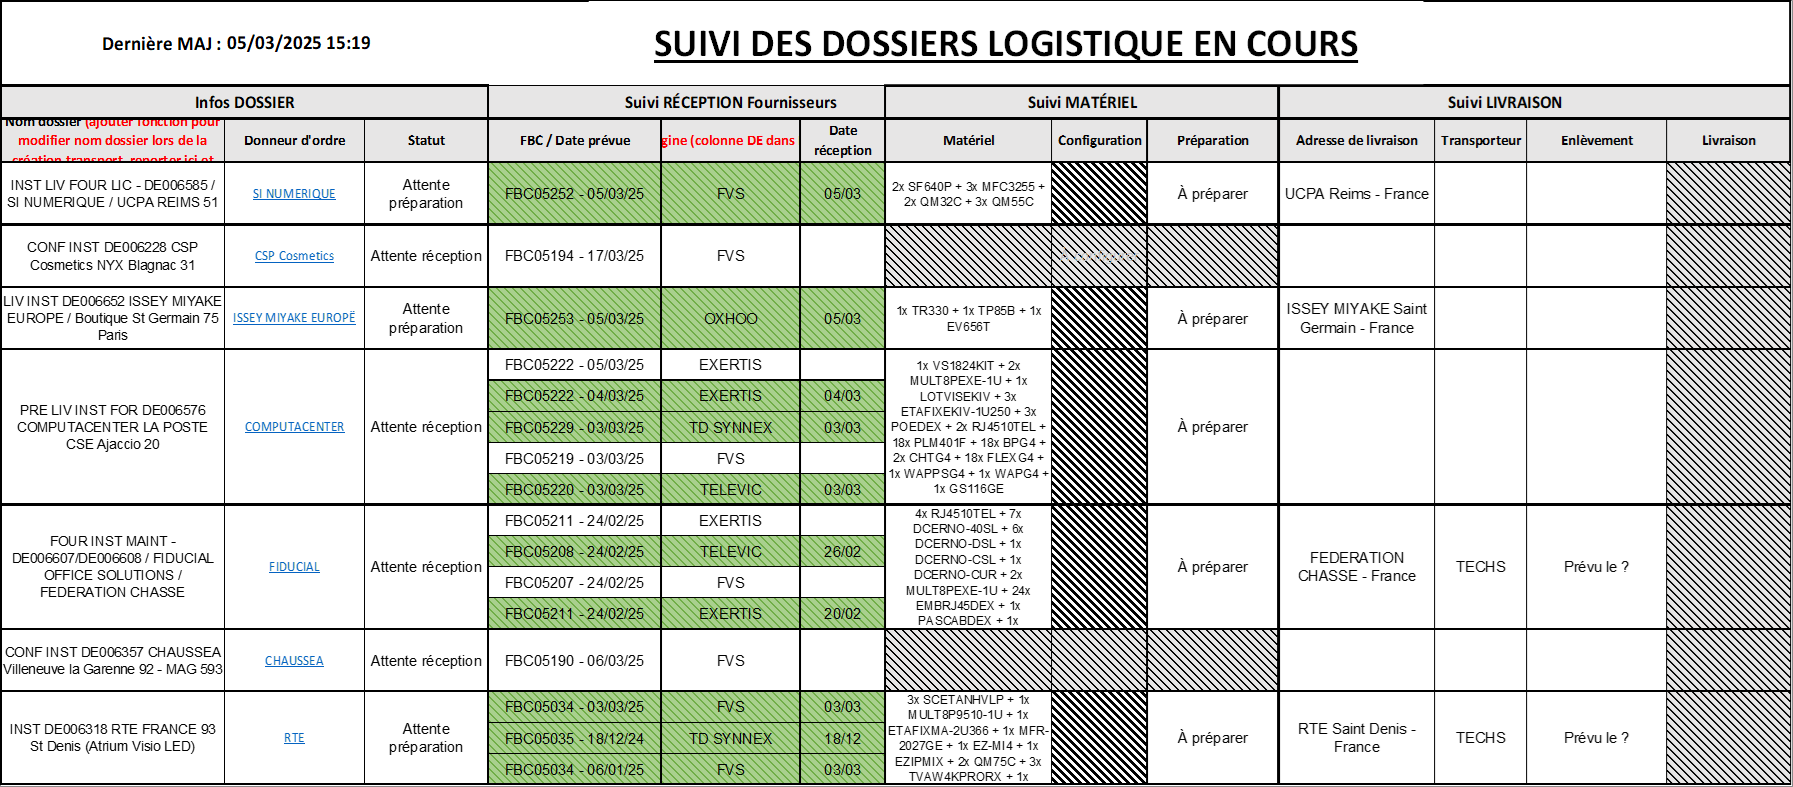 Dernière MAJ : 05/03/2025 15:19
SUIVI DES DOSSIERS LOGISTIQUE EN COURS
Infos DOSSIER
Suivi RÉCEPTION Fournisseurs
Suivi MATÉRIEL
Suivi LIVRAISON
Nom dossier (ajouter fonction pour
modifier nom dossier lors de la
création transport, reporter ici et
Donneur d'ordre
Statut
FBC / Date prévue
gine (colonne DE dans
Date
réception
Matériel
Configuration
Préparation
Adresse de livraison
Transporteur
Enlèvement
Livraison
INST LIV FOUR LIC - DE006585 /
SI NUMERIQUE / UCPA REIMS 51
SI NUMERIQUE
Attente
préparation
FBC05252 - 05/03/25
FVS
05/03
2x SF640P + 3x MFC3255 +
2x QM32C + 3x QM55C
À préparer
UCPA Reims - France
CONF INST DE006228 CSP
Cosmetics NYX Blagnac 31
CSP Cosmetics
Attente réception
FBC05194 - 17/03/25
FVS
LIV INST DE006652 ISSEY MIYAKE
EUROPE / Boutique St Germain 75
Paris
ISSEY MIYAKE EUROPË
Attente
préparation
FBC05253 - 05/03/25
OXHOO
05/03
1x TR330 + 1x TP85B + 1x
EV656T
À préparer
ISSEY MIYAKE Saint
Germain - France
PRE LIV INST FOR DE006576
COMPUTACENTER LA POSTE
CSE Ajaccio 20
COMPUTACENTER
Attente réception
FBC05222 - 05/03/25
EXERTIS
FBC05222 - 04/03/25
EXERTIS
04/03
FBC05229 - 03/03/25
TD SYNNEX
03/03
FBC05219 - 03/03/25
FVS
FBC05220 - 03/03/25
TELEVIC
03/03
1x VS1824KIT + 2x
MULT8PEXE-1U + 1x
LOTVISEKIV + 3x
ETAFIXEKIV-1U250 + 3x
POEDEX + 2x RJ4510TEL +
18x PLM401F + 18x BPG4 +
2x CHTG4 + 18x FLEXG4 +
1x WAPPSG4 + 1x WAPG4 +
1x GS116GE
À préparer
FOUR INST MAINT -
DE006607/DE006608 / FIDUCIAL
OFFICE SOLUTIONS /
FEDERATION CHASSE
FIDUCIAL
Attente réception
FBC05211 - 24/02/25
EXERTIS
FBC05208 - 24/02/25
TELEVIC
26/02
FBC05207 - 24/02/25
FVS
FBC05211 - 24/02/25
EXERTIS
20/02
4x RJ4510TEL + 7x
DCERNO-40SL + 6x
DCERNO-DSL + 1x
DCERNO-CSL + 1x
DCERNO-CUR + 2x
MULT8PEXE-1U + 24x
EMBRJ45DEX + 1x
PASCABDEX + 1x
À préparer
FEDERATION
CHASSE - France
TECHS
Prévu le ?
CONF INST DE006357 CHAUSSEA
Villeneuve la Garenne 92 - MAG 593
CHAUSSEA
Attente réception
FBC05190 - 06/03/25
FVS
INST DE006318 RTE FRANCE 93
St Denis (Atrium Visio LED)
RTE
Attente
préparation
FBC05034 - 03/03/25
FVS
03/03
FBC05035 - 18/12/24
TD SYNNEX
18/12
FBC05034 - 06/01/25
FVS
03/03
3x SCETANHVLP + 1x
MULT8P9510-1U + 1x
ETAFIXMA-2U366 + 1x MFR-
2027GE + 1x EZ-MI4 + 1x
EZIPMIX + 2x QM75C + 3x
TVAW4KPRORX + 1x
À préparer
RTE Saint Denis -
France
TECHS
Prévu le ?